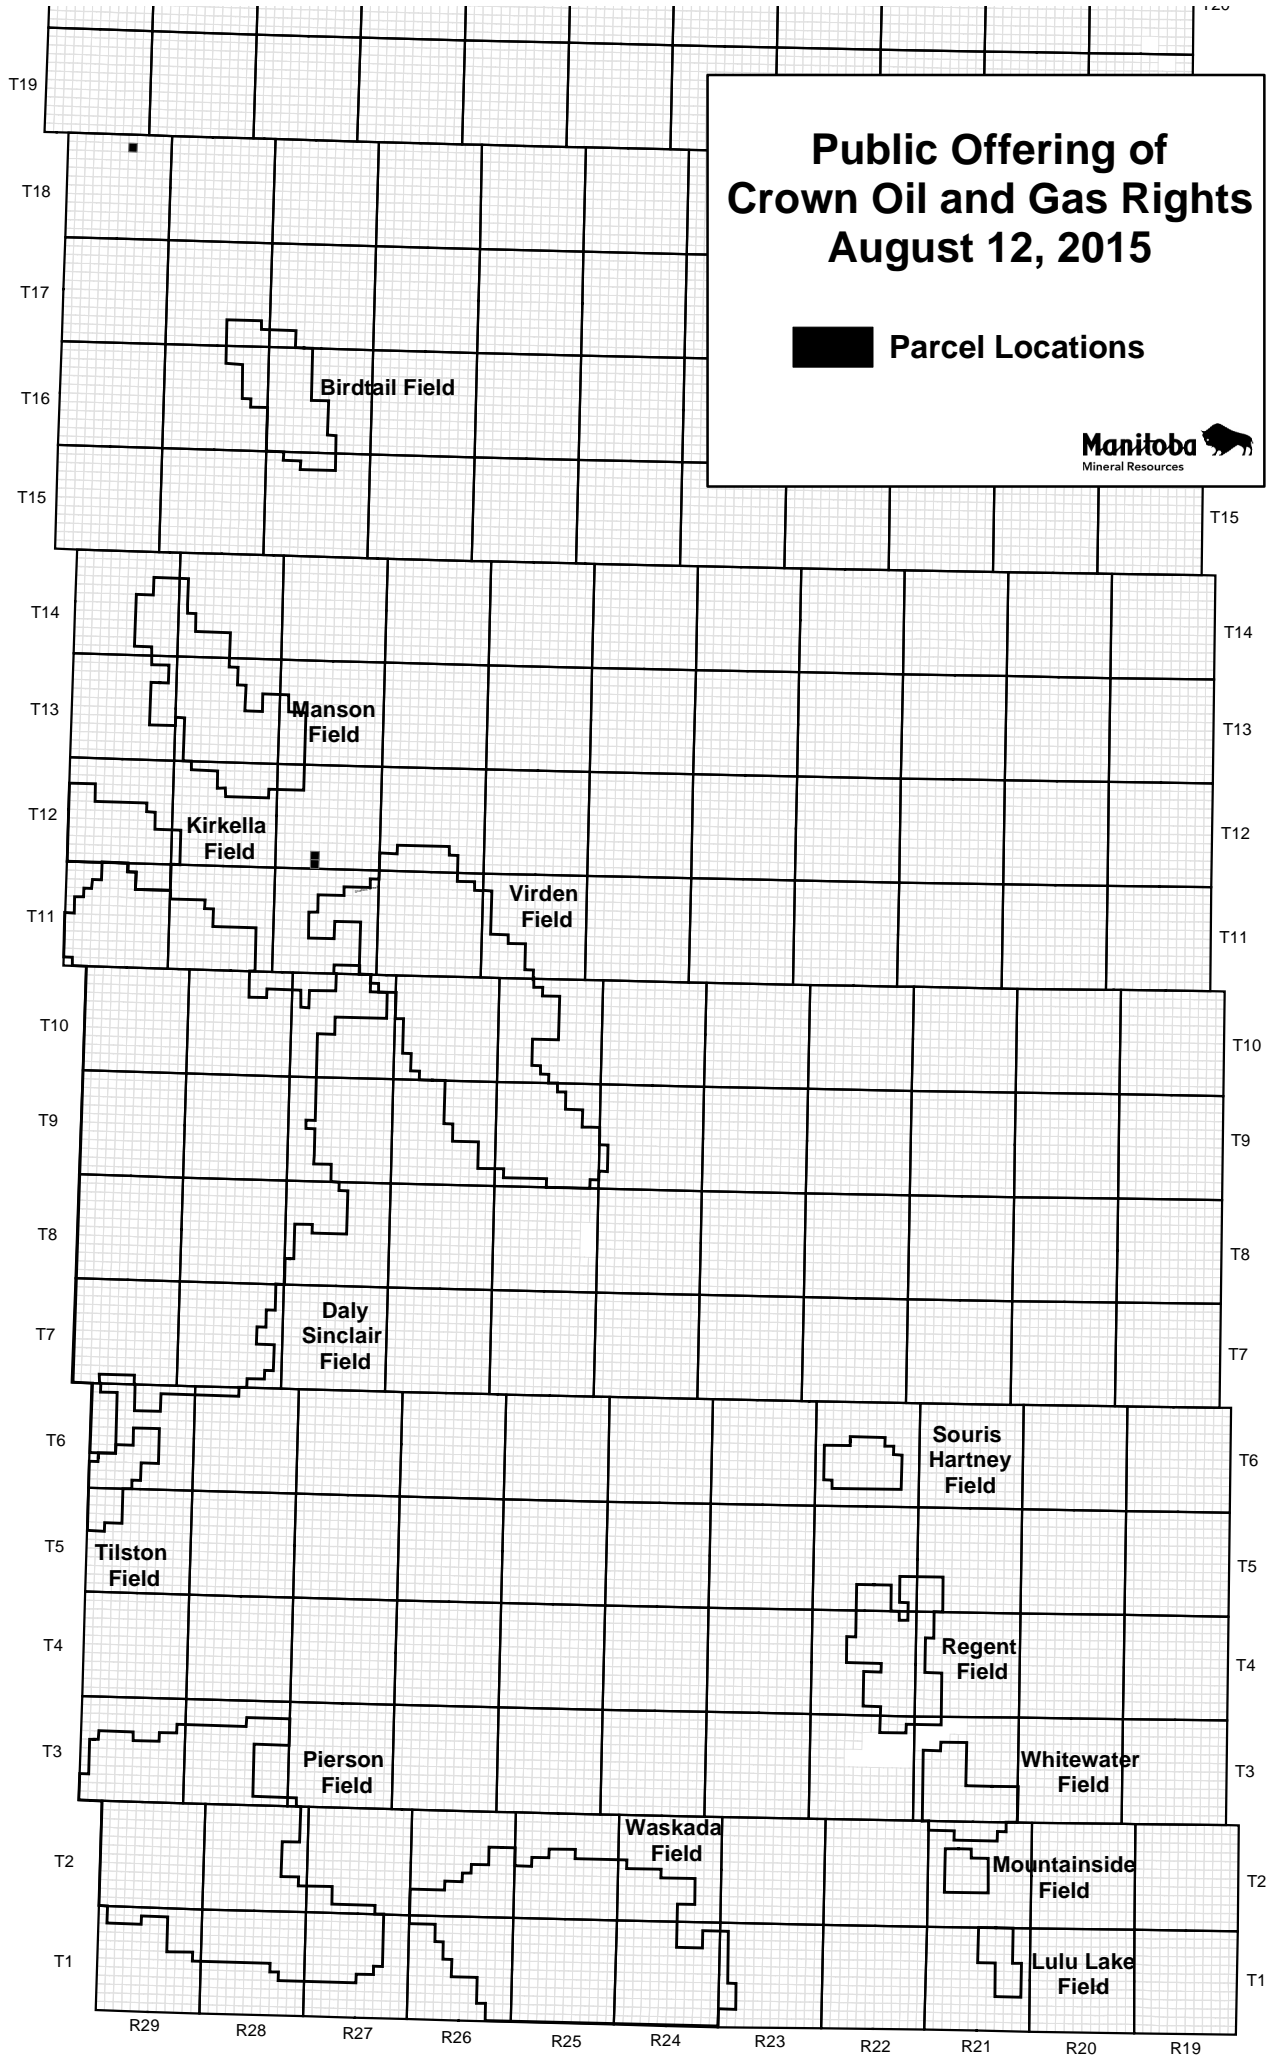 T20
T19
Public Offering of
Crown Oil and Gas Rights
August 12, 2015
T18
T17
Parcel Locations
Birdtail Field
T16
Manitoba
Mineral Resources
T15
T15
T14
T14
Manson
Field
T13
T13
T12
Kirkella
Field
T12
Virden
Field
T11
T11
T10
T10
T9
T9
T8
T8
Daly
Sinclair
Field
T7
T7
Souris
Hartney
Field
T6
T6
T5
Tilston
Field
T5
T4
Regent
Field
T4
T3
Pierson
Field
Whitewater
Field
T3
Waskada
Field
T2
Mountainside
Field
T2
T1
Lulu Lake
Field
T1
R29
R28
R27
R26
R25
R24
R23
R22
R21
R20
R19